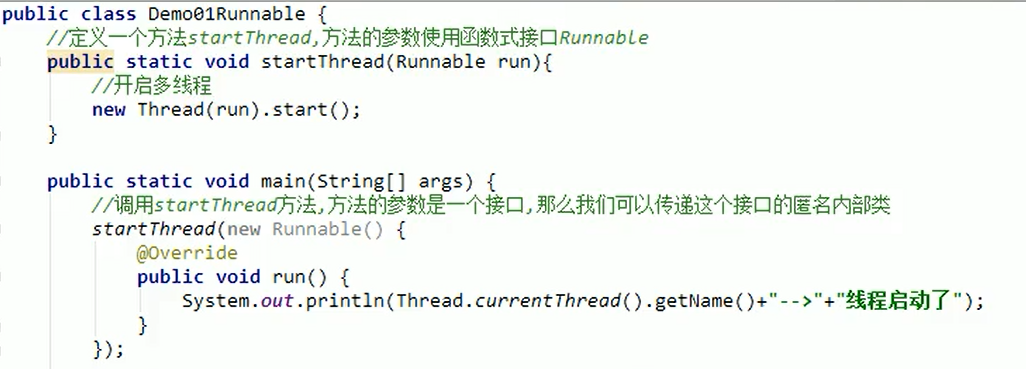 public class Demo01Runnable {
//定义一个方法startThread,方法的参数使用函数式接口Runnable
public static void startThread(Runnable run){
//开启多线程
new Thread(run).start();
}
public static void main(String[] args) {
//调用startThread方法,方法的参数是一个接口,那么我们可以传递这个接口的匿名内部类
startThread(new Runnable() {
@Override
public void run() {
System.out.println(Thread.currentThread().getName()+"-->"+"线程启动了");
}
});